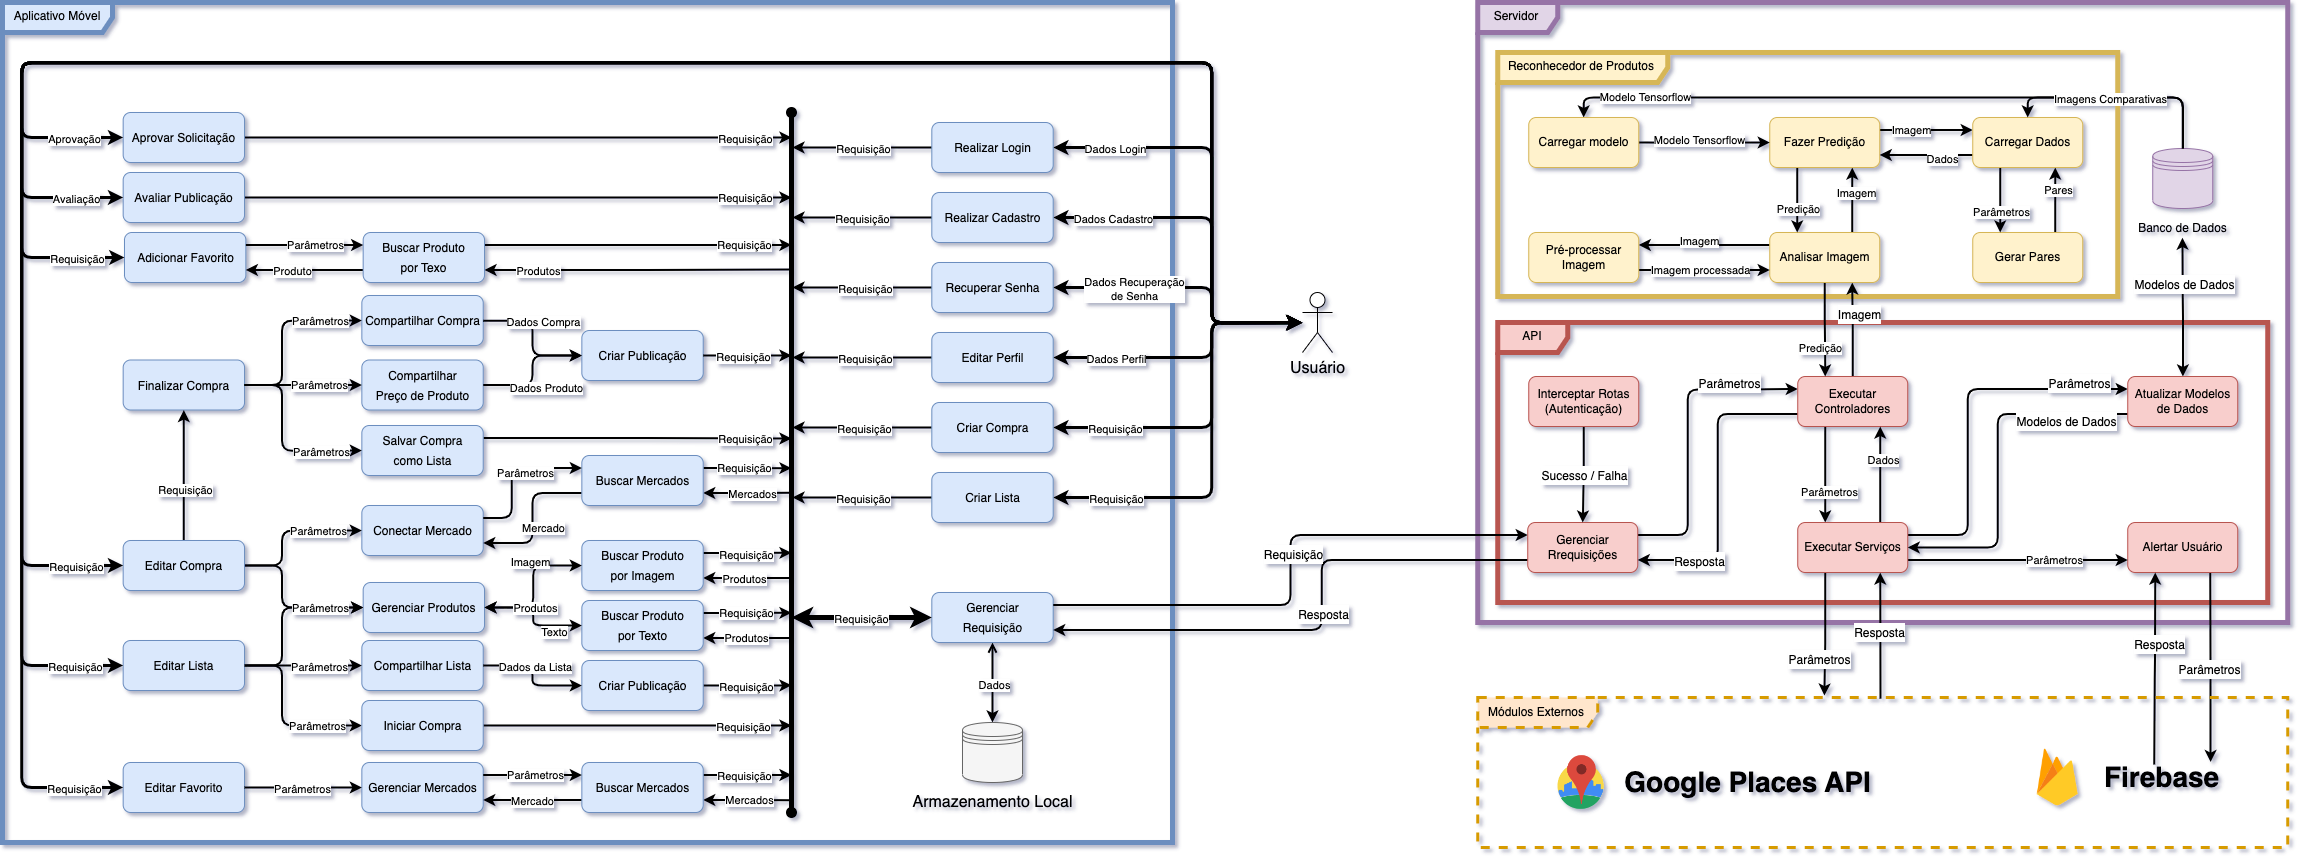 Aplicativo Móvel
Aprovação
Aprovar Solicitação
Requisição
Avaliação
Avaliar Publicação
Requisição
Requisição
Adicionar Favorito
Parâmetros
Produto
Buscar Produto
por Texo
Requisição
Produtos
Finalizar Compra
Parâmetros
Compartilhar Compra
Dados Compra
Parâmetros
Compartilhar
Preço de Produto
Dados Produto
Criar Publicação
Requisição
Parâmetros
Salvar Compra
como Lista
Requisição
Requisição
Requisição
Editar Compra
Parâmetros
Conectar Mercado
Parâmetros
Mercado
Buscar Mercados
Requisição
Mercados
Parâmetros
Gerenciar Produtos
Imagem
Produtos
Texto
Buscar Produto
por Imagem
Requisição
Produtos
Buscar Produto
por Texto
Requisição
Produtos
Requisição
Editar Lista
Parâmetros
Compartilhar Lista
Dados da Lista
Criar Publicação
Requisição
Parâmetros
Iniciar Compra
Requisição
Requisição
Editar Favorito
Parâmetros
Gerenciar Mercados
Parâmetros
Mercado
Buscar Mercados
Requisição
Mercados
Requisição
Realizar Login
Dados Login
Requisição
Realizar Cadastro
Dados Cadastro
Requisição
Recuperar Senha
Dados Recuperação
de Senha
Requisição
Editar Perfil
Dados Perfil
Requisição
Criar Compra
Requisição
Requisição
Criar Lista
Requisição
Requisição
Gerenciar
Requisição
Dados
Armazenamento Local
Usuário
Requisição
Resposta
Servidor
Reconhecedor de Produtos
Modelo Tensorflow
Imagens Comparativas
Carregar modelo
Modelo Tensorflow
Fazer Predição
Imagem
Dados
Carregar Dados
Predição
Imagem
Parâmetros
Pares
Pré-processar
Imagem
Imagem
Imagem processada
Analisar Imagem
Gerar Pares
Banco de Dados
Modelos de Dados
Imagem
Predição
API
Interceptar Rotas
(Autenticação)
Parâmetros
Executar
Controladores
Parâmetros
Atualizar Modelos
de Dados
Modelos de Dados
Sucesso / Falha
Dados
Parâmetros
Gerenciar
Rrequisições
Resposta
Executar Serviços
Parâmetros
Alertar Usuário
Resposta
Parâmetros
Resposta
Parâmetros
Módulos Externos
Google Places API
Firebase